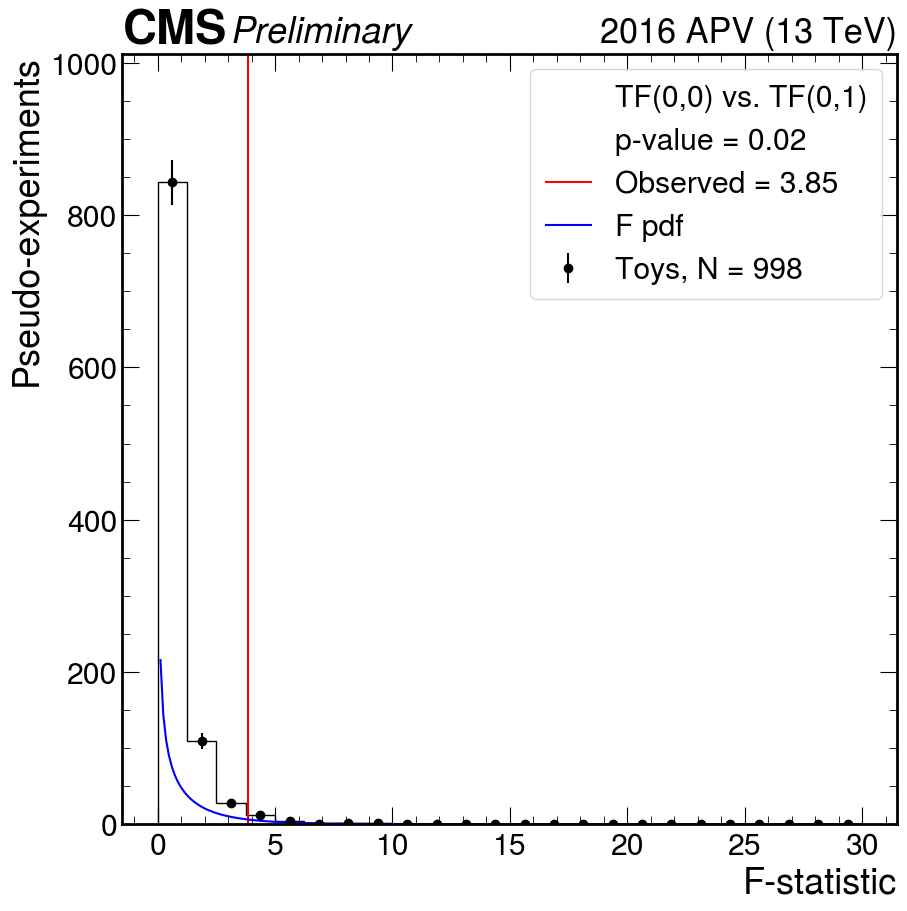 CMS Preliminary 2016 APV (13 TeV)
Pseudo-experiments
1000
800
600
400
200
0
TF(0,0) vs. TF(0,1)
p-value = 0.02
Observed = 3.85
F pdf
Toys, N = 998
0 5 10 15 20 25 30
F-statistic